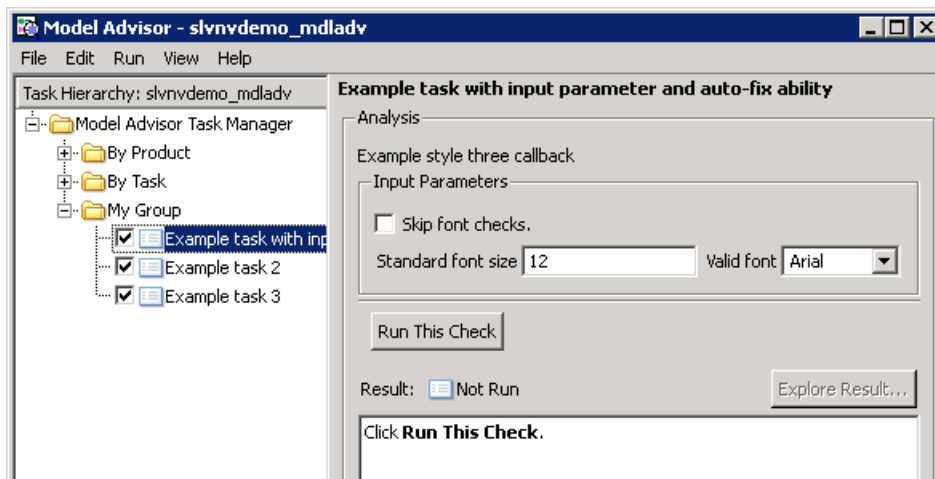 Model Advisor - slvnvdemo_mdladv
File Edit Run View Help
Task Hierarchy: slvnvdemo_mdladv
Model Advisor Task Manager
By Product
By Task
My Group
Example task with inp
Example task 2
Example task 3
Example task with input parameter and auto-fix ability
Analysis
Example style three callback
Input Parameters
Skip font checks.
Standard font size 12 Valid font Arial
Run This Check
Result: Not Run Explore Result...
Click Run This Check.